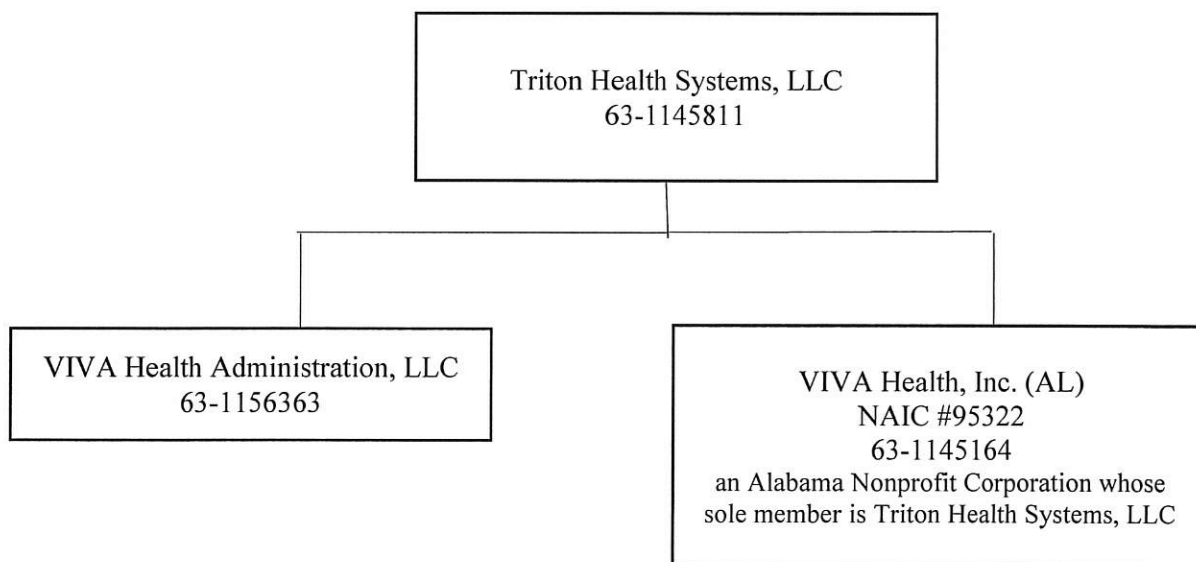 Triton Health Systems, LLC
63-1145811
VIVA Health Administration, LLC
63-1156363
VIVA Health, Inc. (AL)
NAIC #95322
63-1145164
an Alabama Nonprofit Corporation whose
sole member is Triton Health Systems, LLC